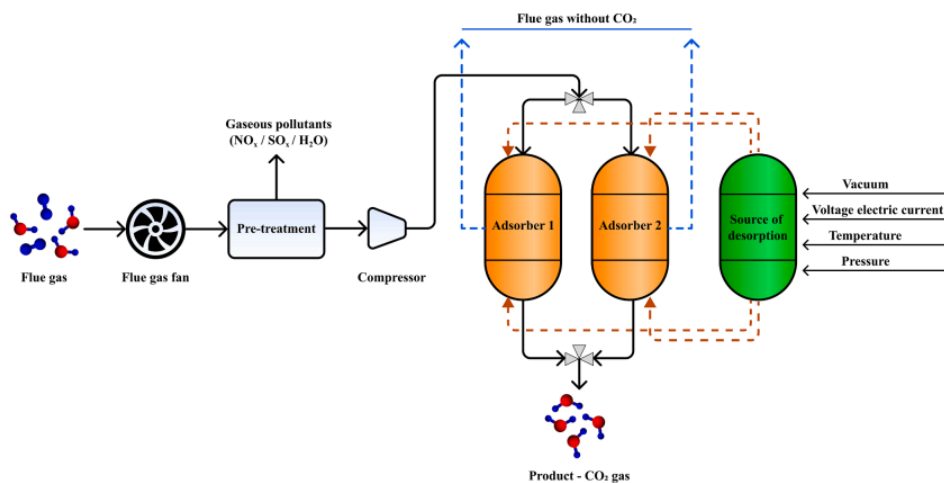 Flue gas without CO₂
Gaseous pollutants
(NOₓ / SOₓ / H₂O)
Flue gas
Flue gas fan
Pre-treatment
Compressor
Adsorber 1
Adsorber 2
Source of
desorption
Vacuum
Voltage electric current
Temperature
Pressure
Product - CO₂ gas